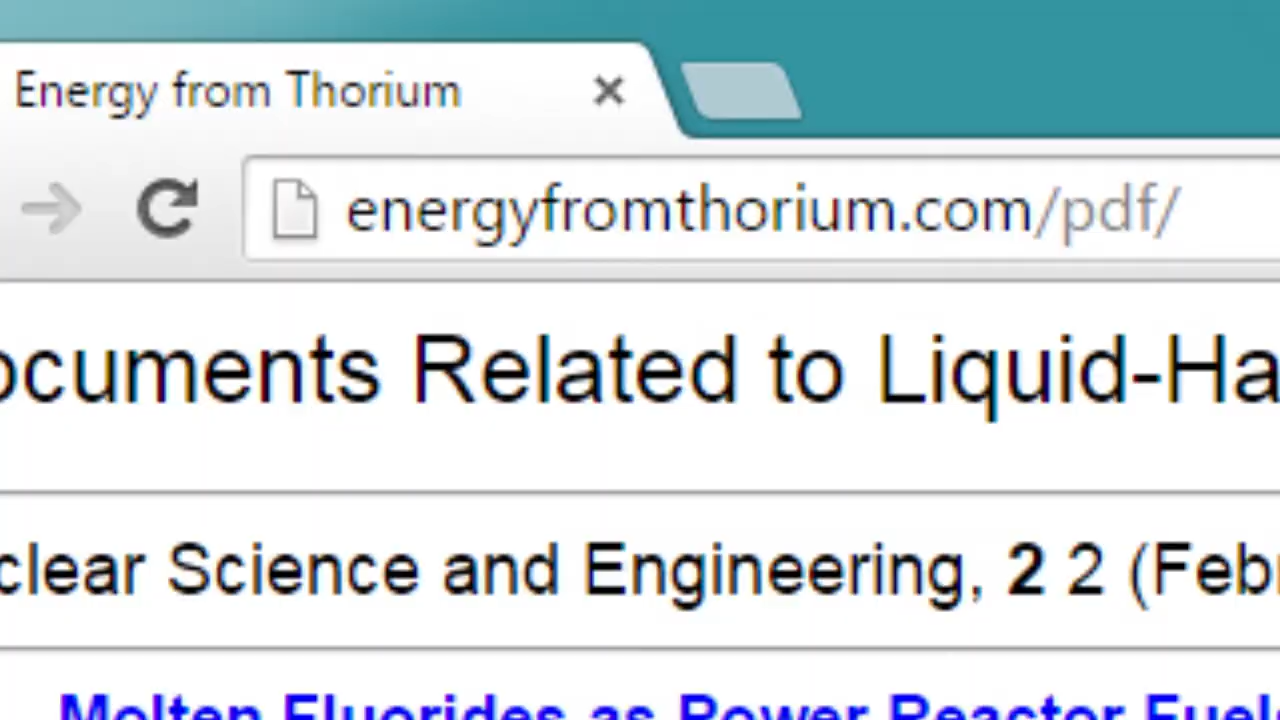 Energy from Thorium
energyfromthorium.com/pdf/
ocuments Related to Liquid-Ha
clear Science and Engineering, 2 2 (Feb
Molten Fluorides as Power Reactor Fuel